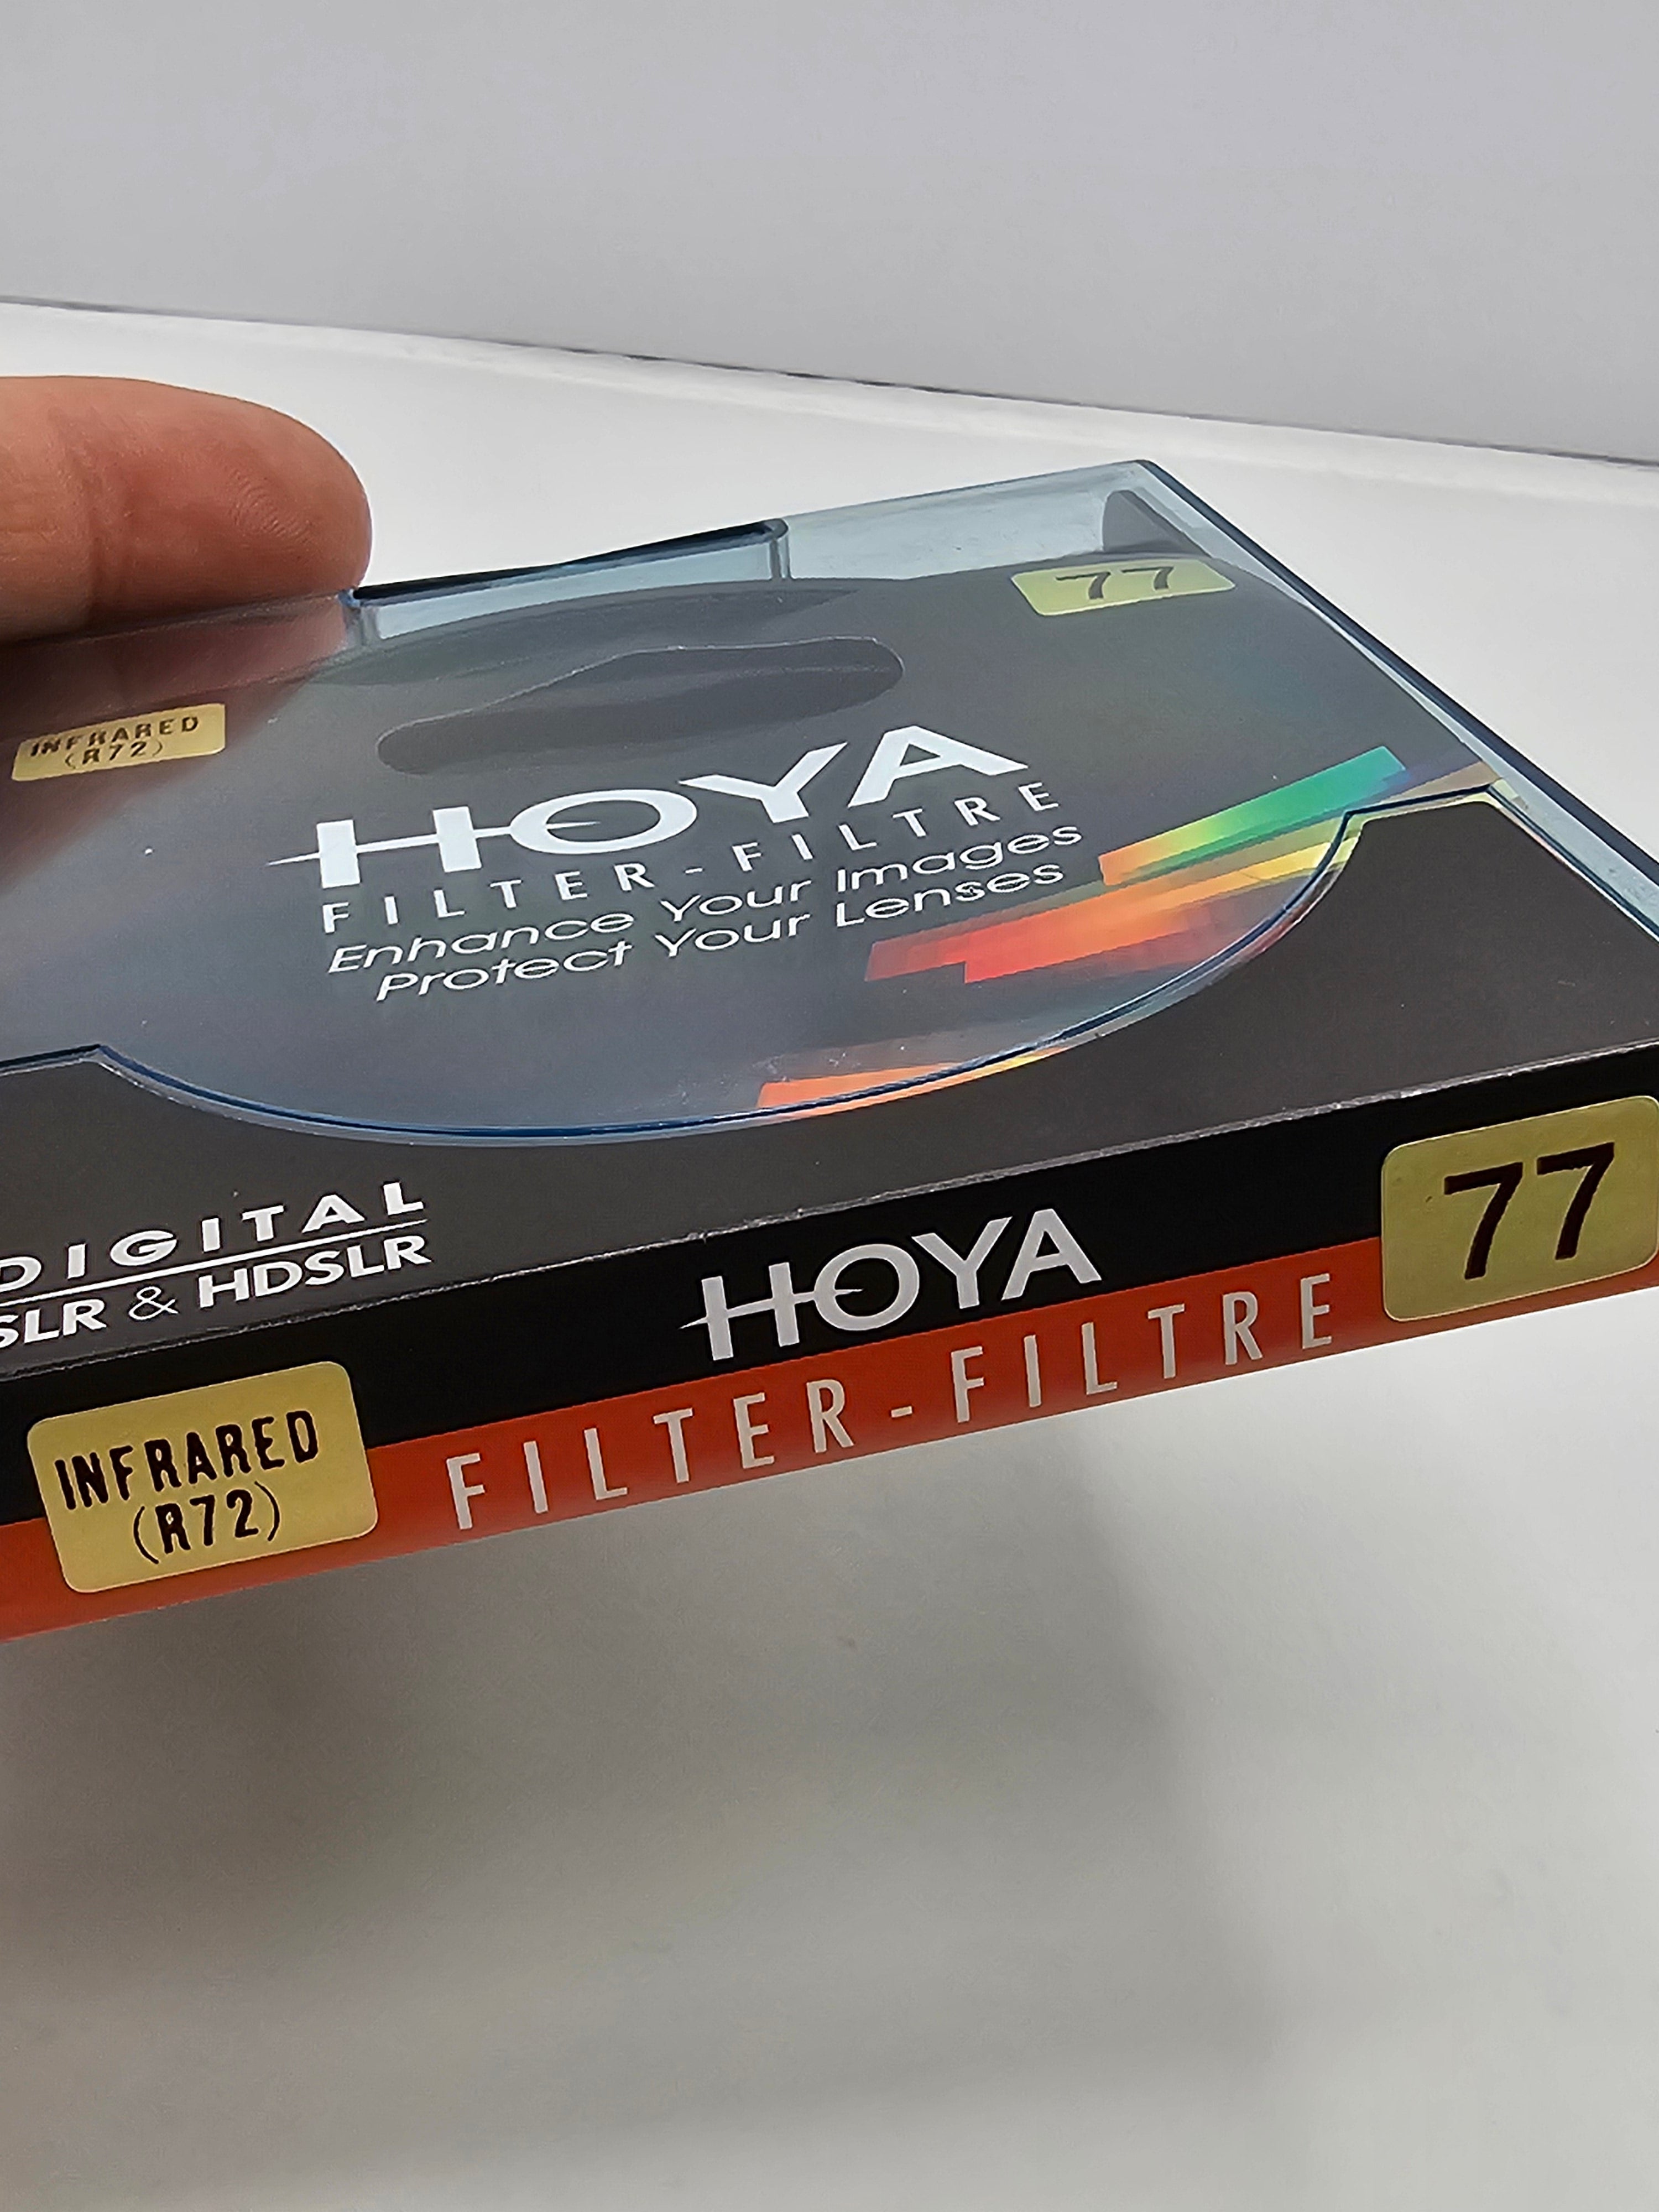 77
INFRARED
(R72)
HOYA
FILTER-FILTRE
Enhance Your Images
Protect Your Lenses
DIGITAL
SLR & HDSLR
HOYA
77
FILTER-FILTRE
INFRARED
(R72)